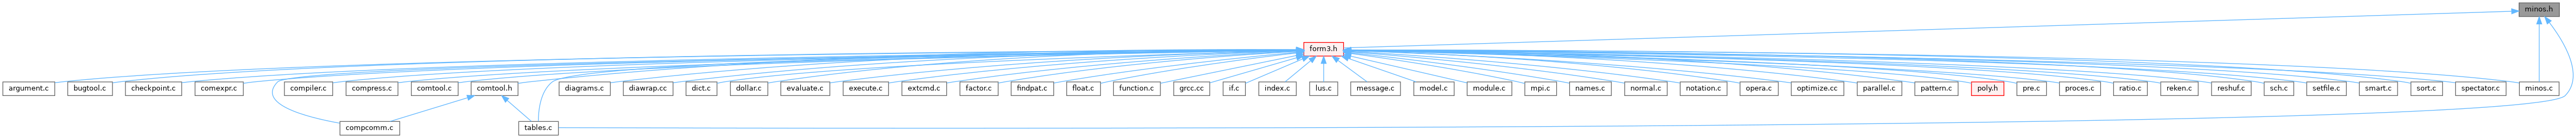 minos.h
form3.h
argument.c
bugtool.c
checkpoint.c
comexpr.c
compiler.c
compress.c
comtool.c
comtool.h
diagrams.c
diawrap.cc
dict.c
dollar.c
evaluate.c
execute.c
extcmd.c
factor.c
findpat.c
float.c
function.c
grcc.cc
if.c
index.c
lus.c
message.c
model.c
module.c
mpi.c
names.c
normal.c
notation.c
opera.c
optimize.cc
parallel.c
pattern.c
poly.h
pre.c
proces.c
ratio.c
reken.c
reshuf.c
sch.c
setfile.c
smart.c
sort.c
spectator.c
minos.c
compcomm.c
tables.c